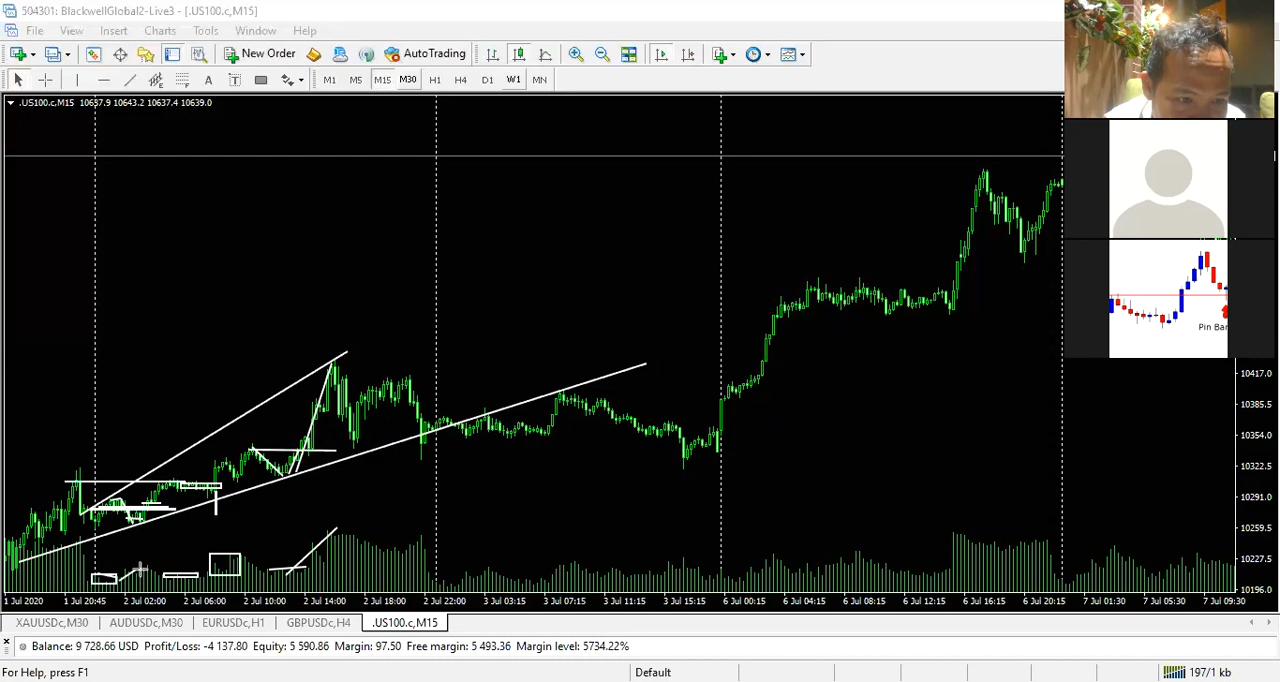 504301: BlackwellGlobal2-Live3 - [.US100.c,M15]
File View Insert Charts Tools Window Help
New Order AutoTrading
A T M1 M5 M15 M30 H1 H4 D1 W1 MN
.US100.c,M15 10637.9 10643.2 10637.4 10639.0
Pin Bar
10417.0
10385.5
10354.0
10322.5
10291.0
10259.5
10227.5
10196.0
1 Jul 2020 1 Jul 20:45 2 Jul 02:00 2 Jul 06:00 2 Jul 10:00 2 Jul 14:00 2 Jul 18:00 2 Jul 22:00 3 Jul 03:15 3 Jul 07:15 3 Jul 11:15 3 Jul 15:15 6 Jul 00:15 6 Jul 04:15 6 Jul 08:15 6 Jul 12:15 6 Jul 16:15 6 Jul 20:15 7 Jul 01:30 7 Jul 05:30 7 Jul 09:30
XAUUSDc,M30 AUDUSDc,M30 EURUSDc,H1 GBPUSDc,H4 .US100.c,M15
Balance: 9 728.66 USD Profit/Loss: -4 137.80 Equity: 5 590.86 Margin: 97.50 Free margin: 5 493.36 Margin level: 5734.22%
For Help, press F1 Default 197/1 kb